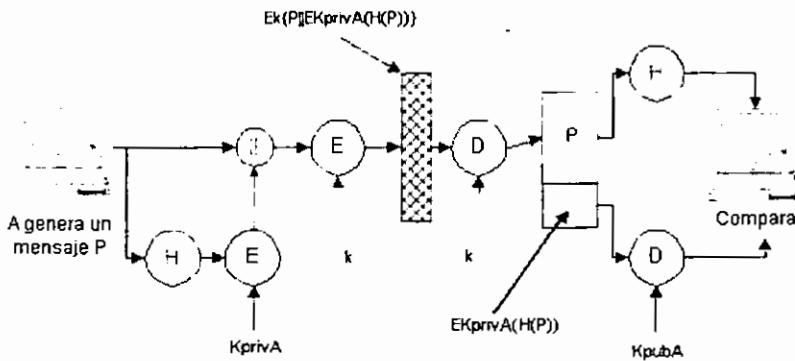 Ek{P||EKprivA(H(P))}
H
||
E
D
P
A genera un
mensaje P
Compara
H
E
k
k
D
EKprivA(H(P))
KprivA
KpubA